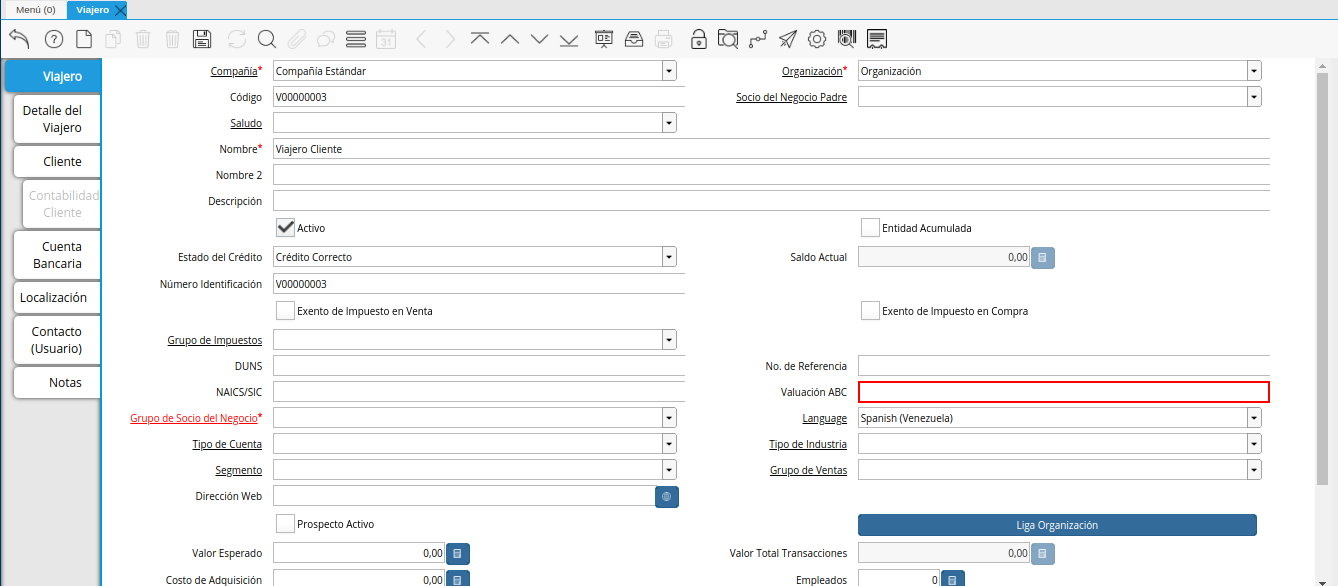 Menú (0)
Viajero
31
Viajero
Detalle del
Viajero
Cliente
Contabilidad
Cliente
Cuenta
Bancaria
Localización
Contacto
(Usuario)
Notas
Compañía* Compañía Estándar Organización* Organización
Código V00000003 Socio del Negocio Padre
Saludo
Nombre* Viajero Cliente
Nombre 2
Descripción
Activo Entidad Acumulada
Estado del Crédito Crédito Correcto Saldo Actual 0,00
Número Identificación V00000003
Exento de Impuesto en Venta Exento de Impuesto en Compra
Grupo de Impuestos
DUNS No. de Referencia
NAICS/SIC Valuación ABC
Grupo de Socio del Negocio* Language Spanish (Venezuela)
Tipo de Cuenta Tipo de Industria
Segmento Grupo de Ventas
Dirección Web
Prospecto Activo Liga Organización
Valor Esperado 0,00 Valor Total Transacciones 0,00
Costo de Adquisición 0,00 Empleados 0